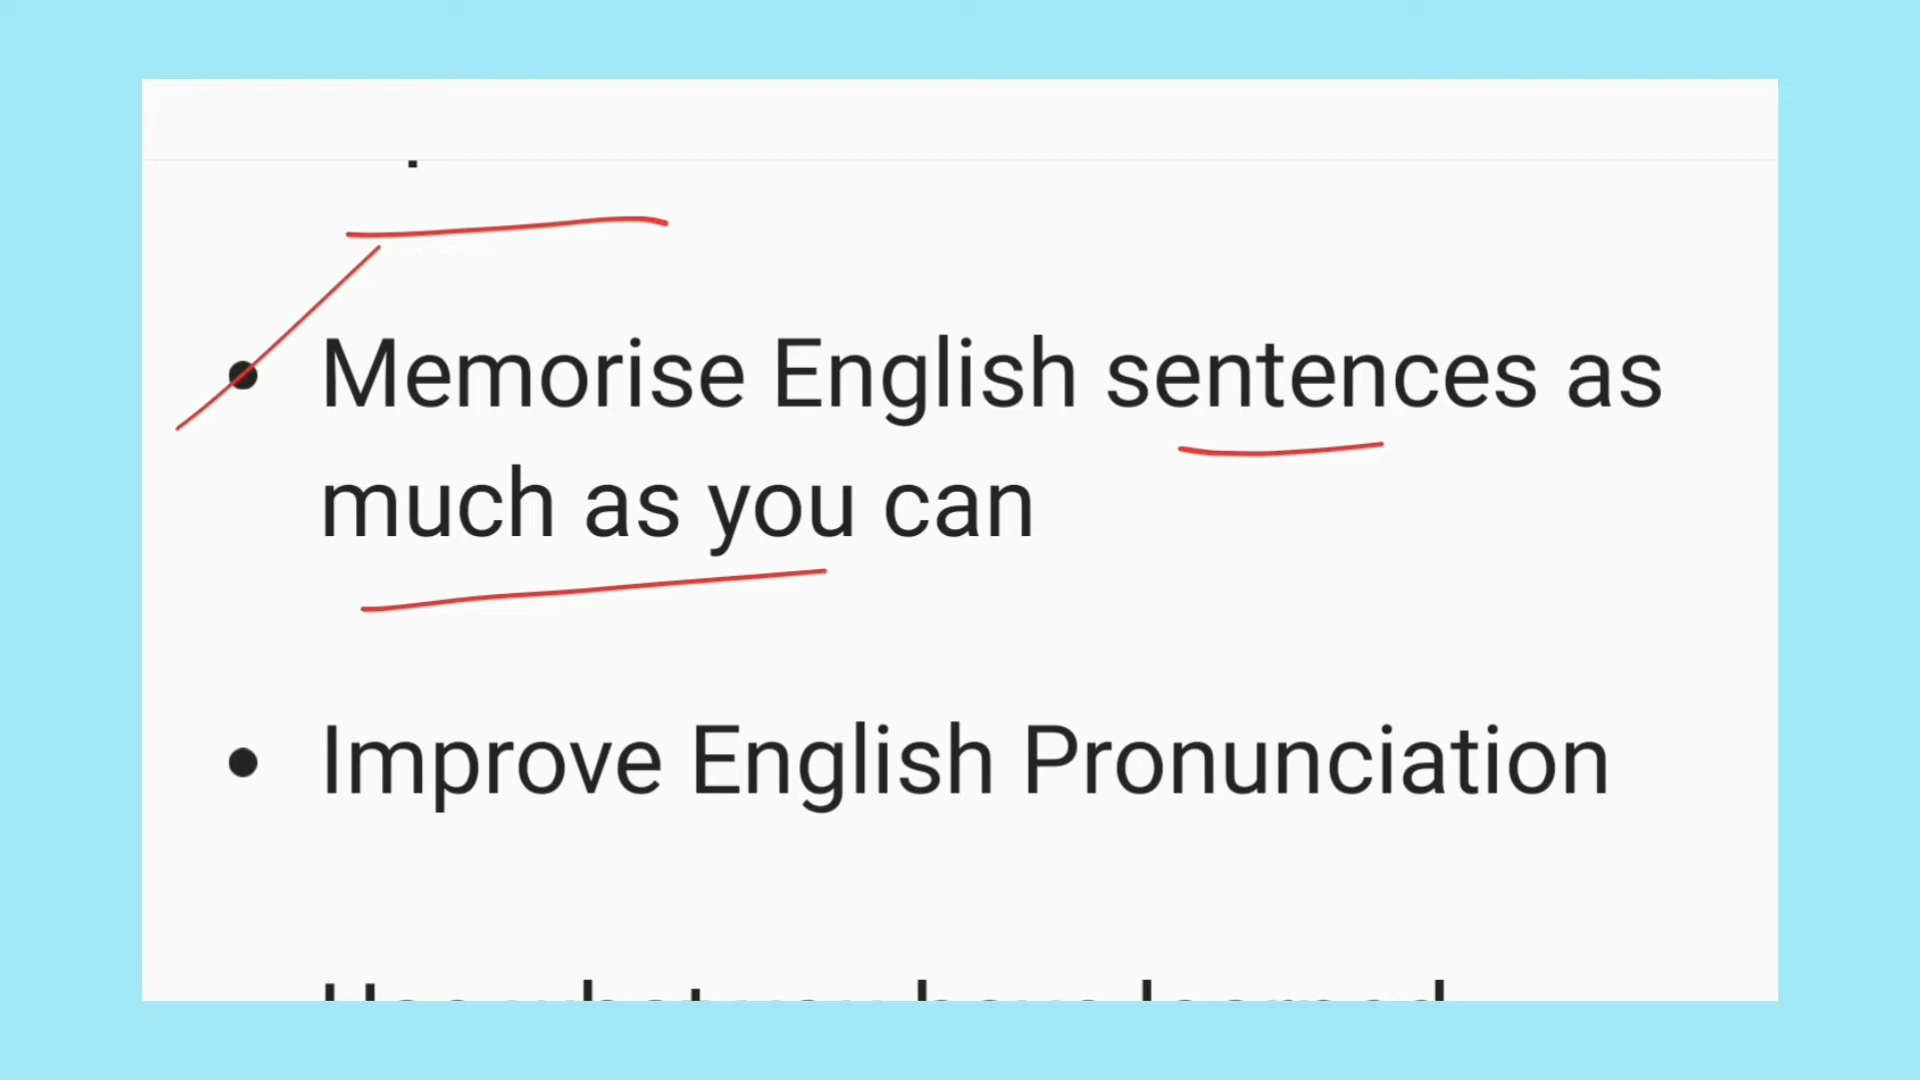 • Memorise English sentences as
much as you can
• Improve English Pronunciation